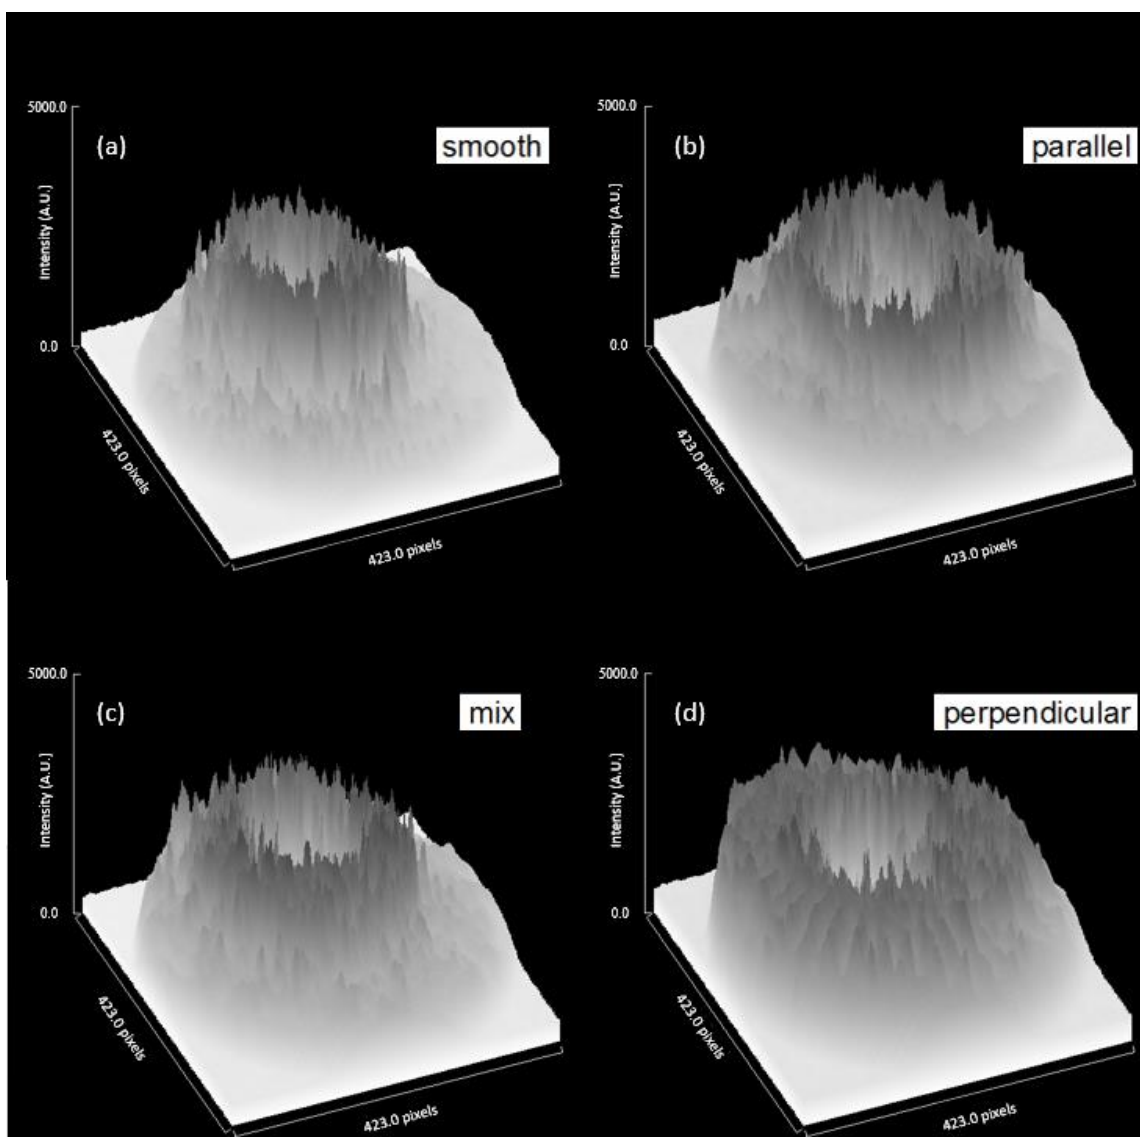 5000.0
(a)
smooth
Intensity (A.U.)
0.0
423.0 pixels
423.0 pixels
5000.0
(b)
parallel
Intensity (A.U.)
0.0
423.0 pixels
423.0 pixels
5000.0
(c)
mix
Intensity (A.U.)
0.0
423.0 pixels
423.0 pixels
5000.0
(d)
perpendicular
Intensity (A.U.)
0.0
423.0 pixels
423.0 pixels